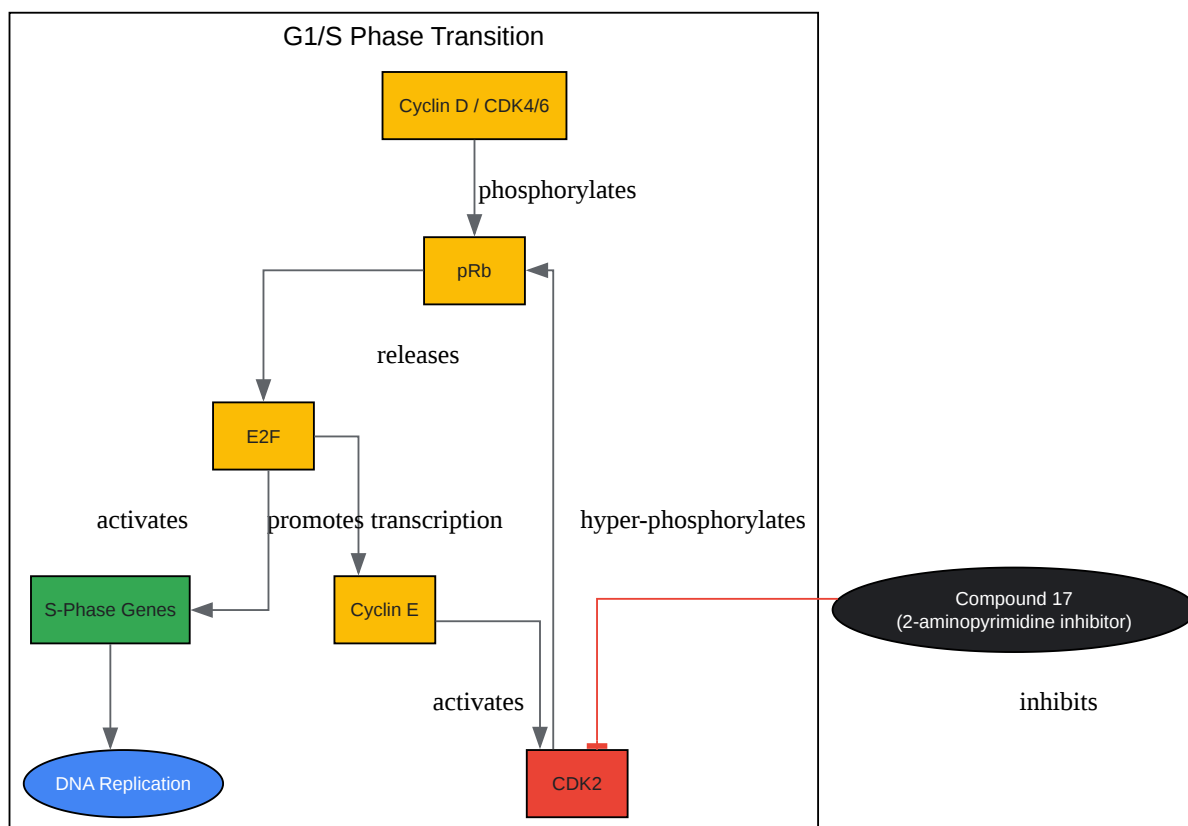 G1/S Phase Transition
Cyclin D / CDK4/6
phosphorylates
pRb
releases
E2F
activates
promotes transcription
hyper-phosphorylates
S-Phase Genes
Cyclin E
Compound 17
(2-aminopyrimidine inhibitor)
activates
inhibits
DNA Replication
CDK2